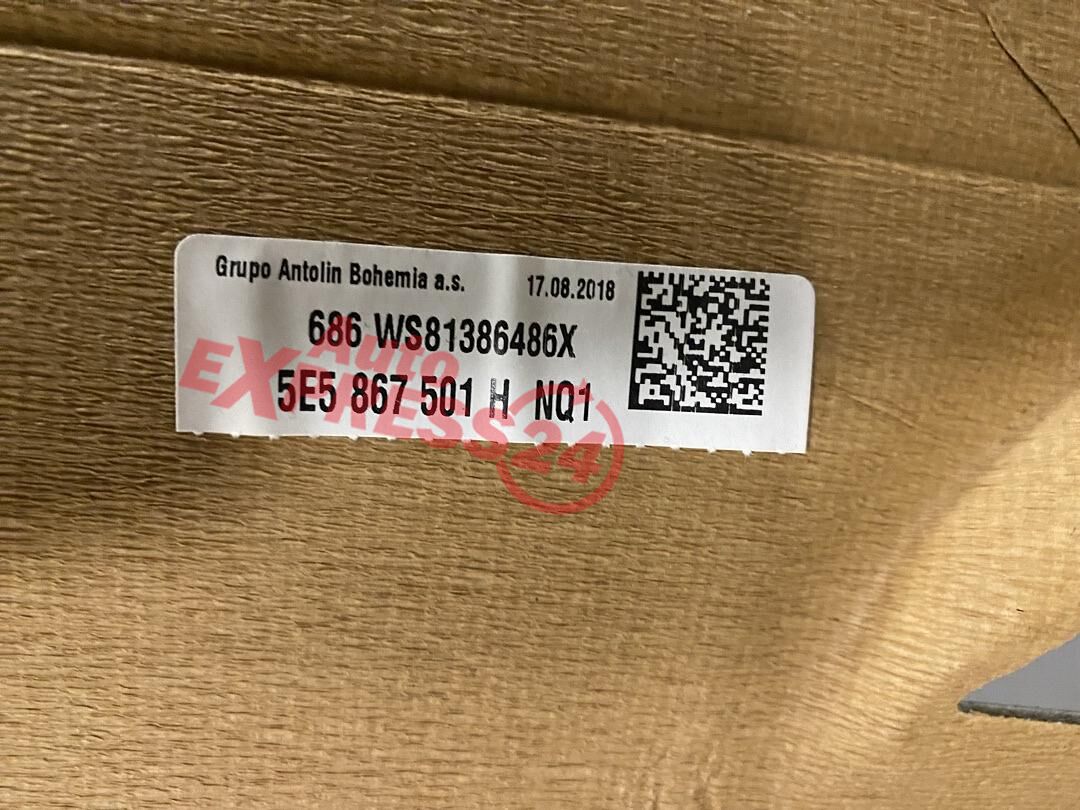 Grupo Antolin Bohemia a.s. 17.08.2018
686 WS81386486X
5E5 867 501 H NQ1
Auto
EXPRESS24